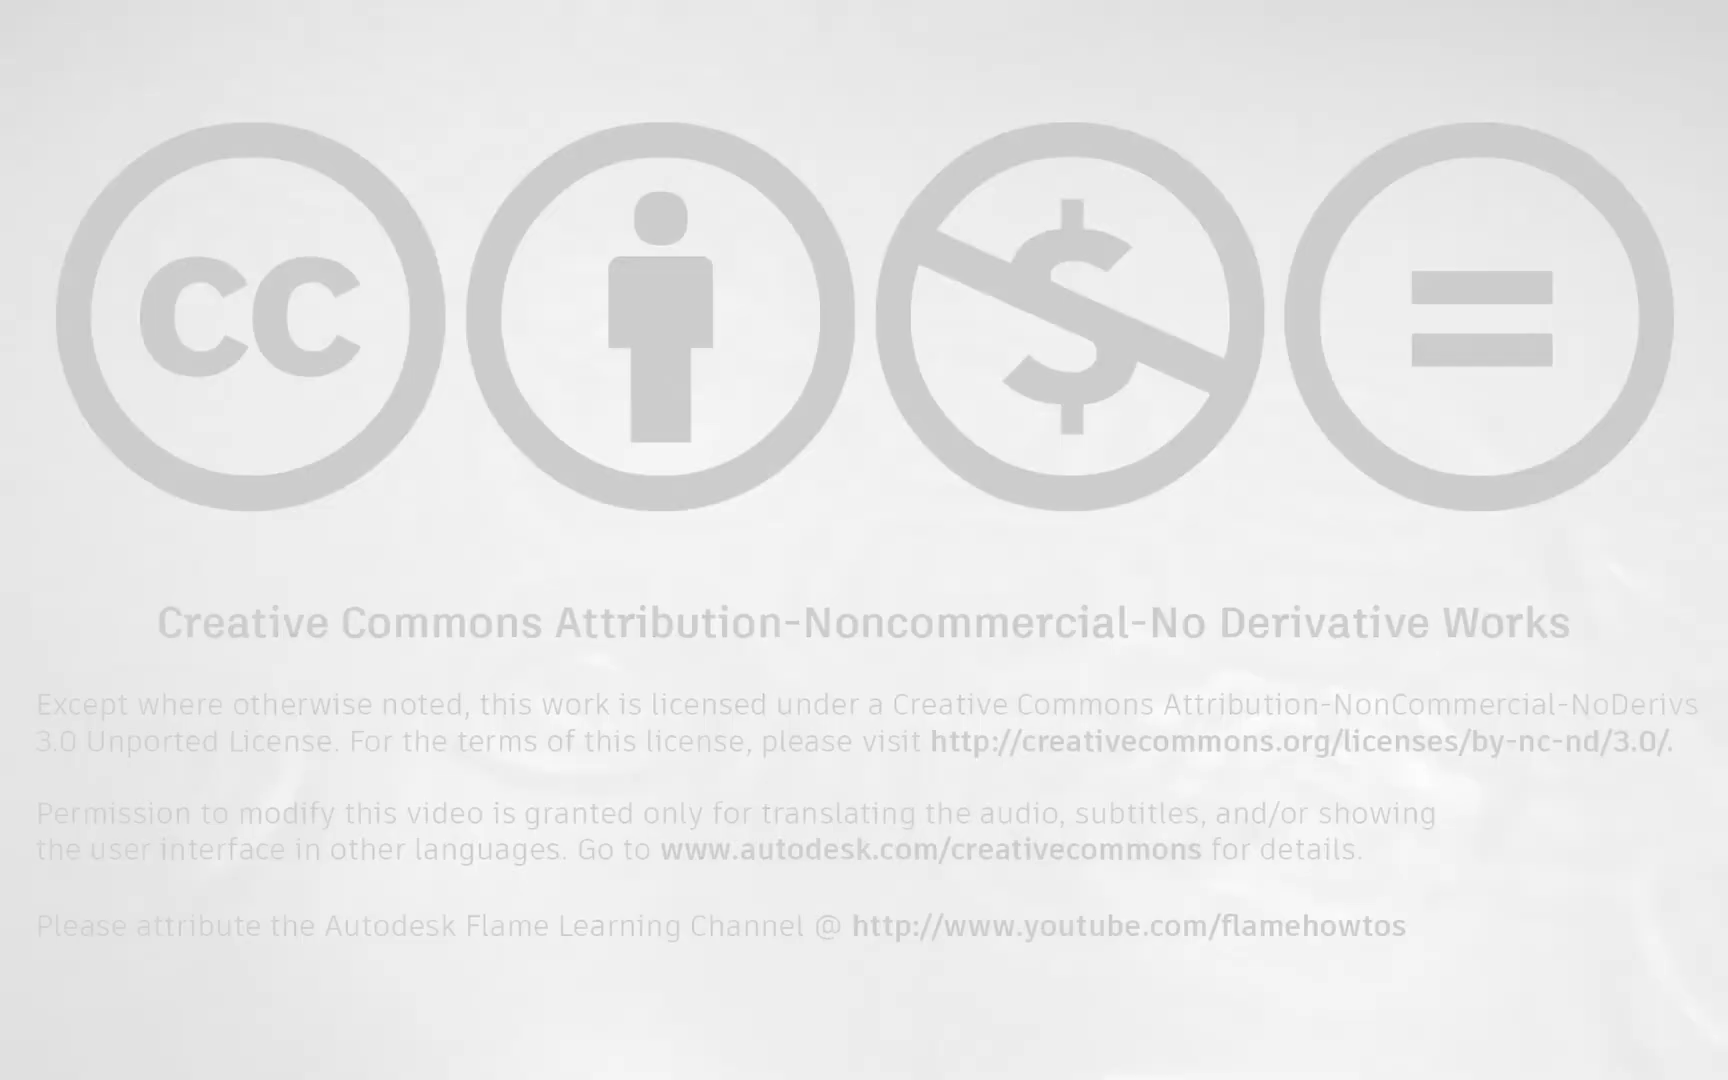 cc
$
=
Creative Commons Attribution-Noncommercial-No Derivative Works
Except where otherwise noted, this work is licensed under a Creative Commons Attribution-NonCommercial-NoDerivs
3.0 Unported License. For the terms of this license, please visit http://creativecommons.org/licenses/by-nc-nd/3.0/.
Permission to modify this video is granted only for translating the audio, subtitles, and/or showing
the user interface in other languages. Go to www.autodesk.com/creativecommons for details.
Please attribute the Autodesk Flame Learning Channel @ http://www.youtube.com/flamehowtos